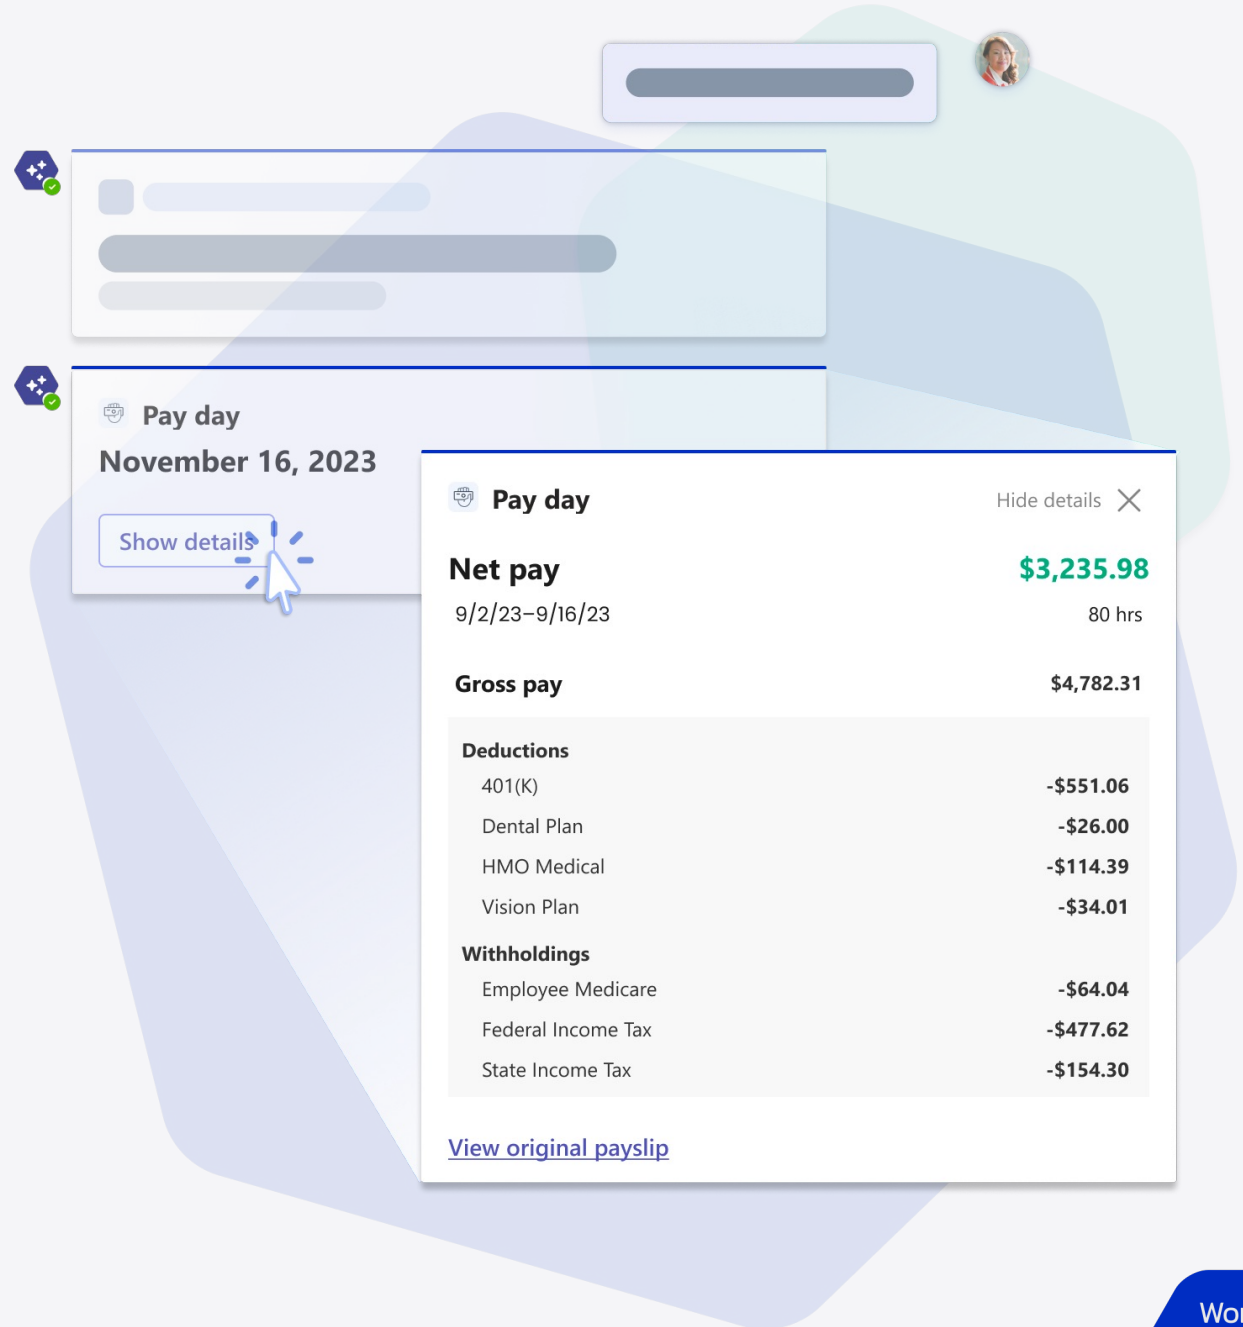 Pay day
November 16, 2023
Show details
Pay day
Hide details
Net pay $3,235.98
9/2/23–9/16/23 80 hrs
Gross pay $4,782.31
Deductions
401(K) -$551.06
Dental Plan -$26.00
HMO Medical -$114.39
Vision Plan -$34.01
Withholdings
Employee Medicare -$64.04
Federal Income Tax -$477.62
State Income Tax -$154.30
View original payslip